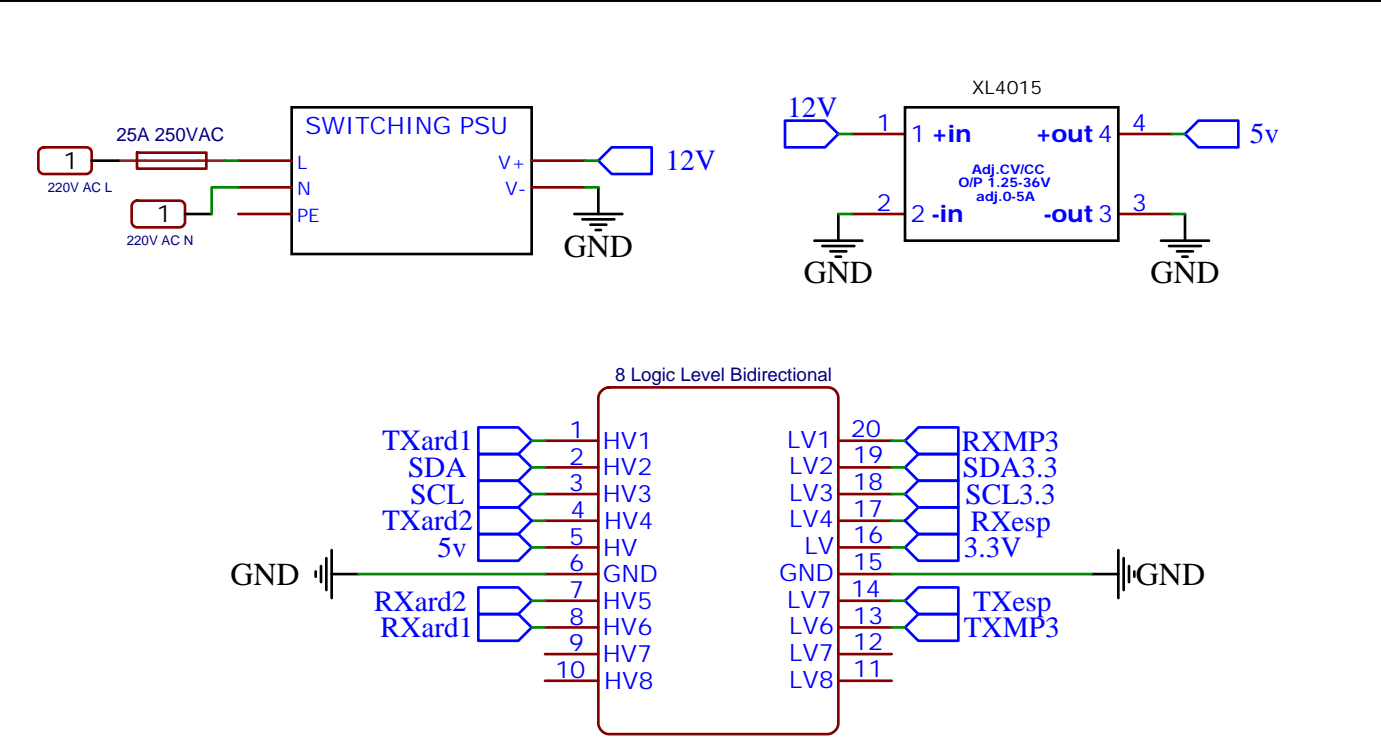 25A 250VAC
1
220V AC L
1
220V AC N
SWITCHING PSU
L
N
PE
V+
V-
12V
GND
XL4015
12V
1
1 +in
+out 4
4
5v
Adj.CV/CC
O/P 1.25-36V
adj.0-5A
2
2 -in
-out 3
3
GND
GND
8 Logic Level Bidirectional
TXard1 1 HV1 LV1 20 RXMP3
SDA 2 HV2 LV2 19 SDA3.3
SCL 3 HV3 LV3 18 SCL3.3
TXard2 4 HV4 LV4 17 RXesp
5v 5 HV LV 16 3.3V
GND 6 GND GND 15 GND
RXard2 7 HV5 LV7 14 TXesp
RXard1 8 HV6 LV6 13 TXMP3
9 HV7 LV7 12
10 HV8 LV8 11